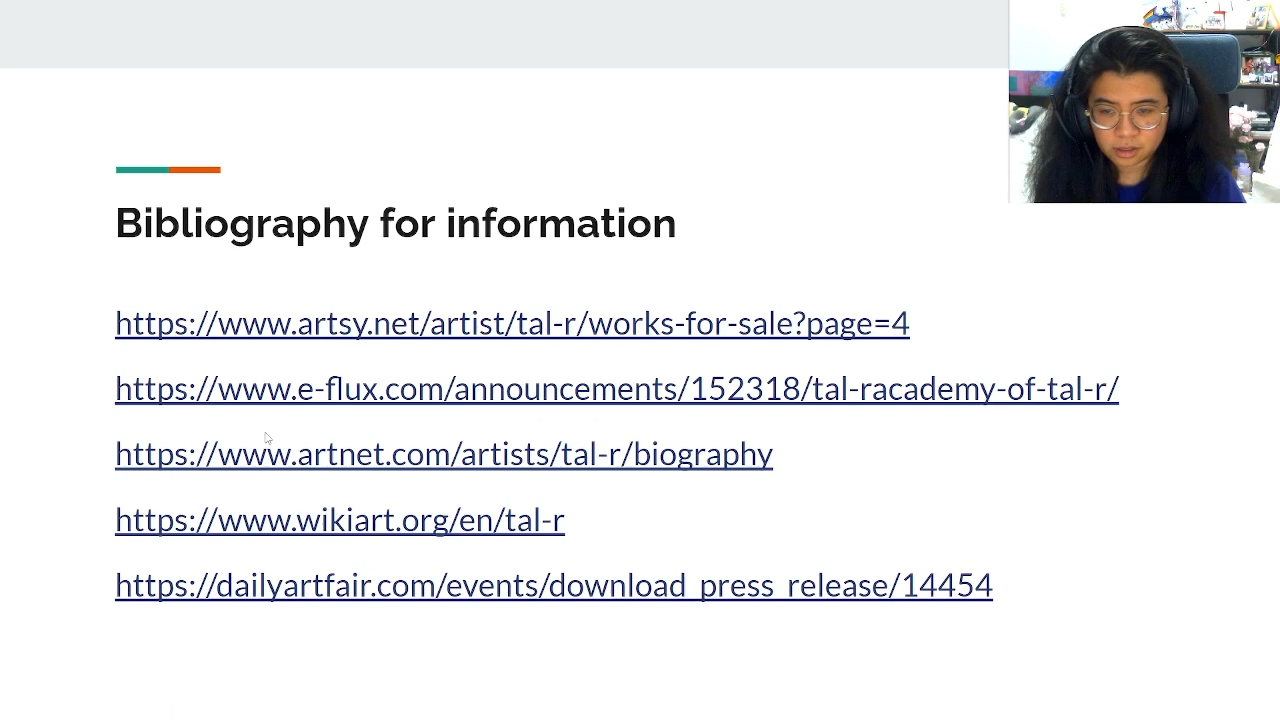 Bibliography for information
https://www.artsy.net/artist/tal-r/works-for-sale?page=4
https://www.e-flux.com/announcements/152318/tal-racademy-of-tal-r/
https://www.artnet.com/artists/tal-r/biography
https://www.wikiart.org/en/tal-r
https://dailyartfair.com/events/download_press_release/14454